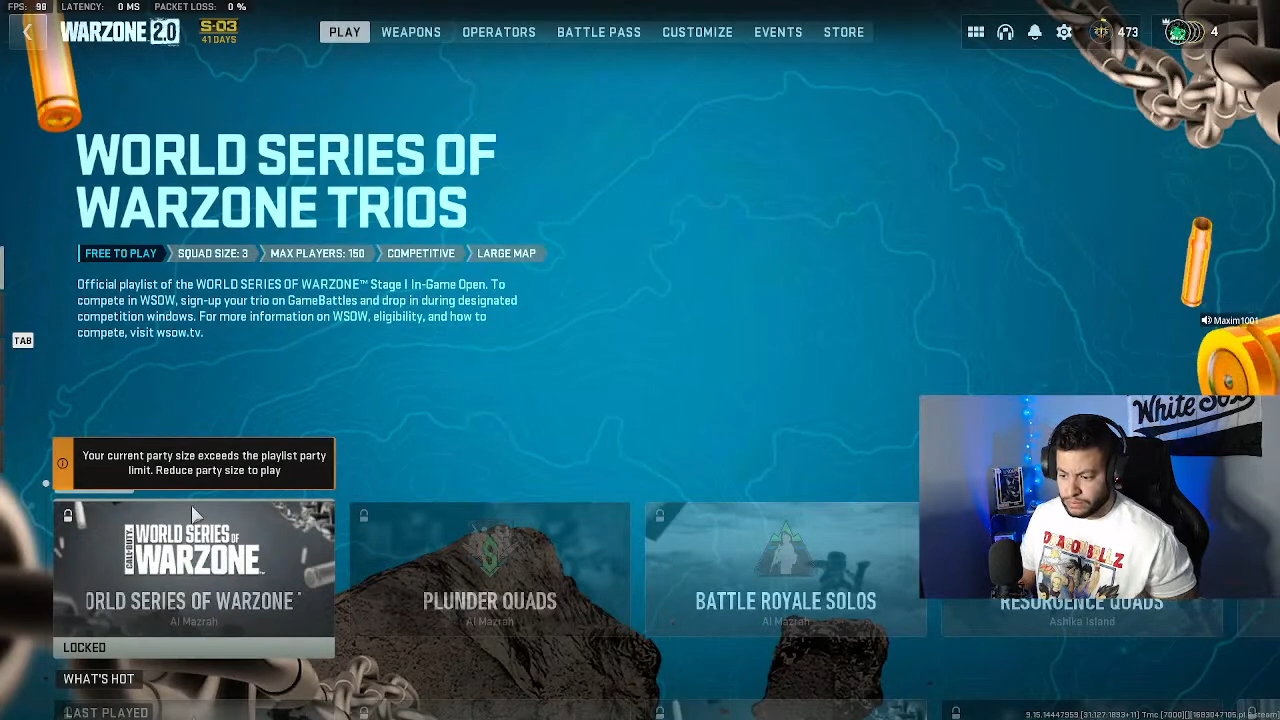 FPS: 98 LATENCY: 0 MS PACKET LOSS: 0 %
WARZONE 2.0
S-03
41 DAYS
PLAY
WEAPONS
OPERATORS
BATTLE PASS
CUSTOMIZE
EVENTS
STORE
473
4
WORLD SERIES OF
WARZONE TRIOS
FREE TO PLAY
SQUAD SIZE: 3
MAX PLAYERS: 150
COMPETITIVE
LARGE MAP
Official playlist of the WORLD SERIES OF WARZONE™ Stage I In-Game Open. To
compete in WSOW, sign-up your trio on GameBattles and drop in during designated
competition windows. For more information on WSOW, eligibility, and how to
compete, visit wsow.tv.
TAB
Maxim1001
White Sox
Your current party size exceeds the playlist party
limit. Reduce party size to play
CALL OF DUTY
WORLD SERIES OF
WARZONE™
ORLD SERIES OF WARZONE
Al Mazrah
LOCKED
PLUNDER QUADS
Al Mazrah
BATTLE ROYALE SOLOS
Al Mazrah
RESURGENCE QUADS
Ashika Island
DRAGONBALL Z
WHAT'S HOT
LAST PLAYED